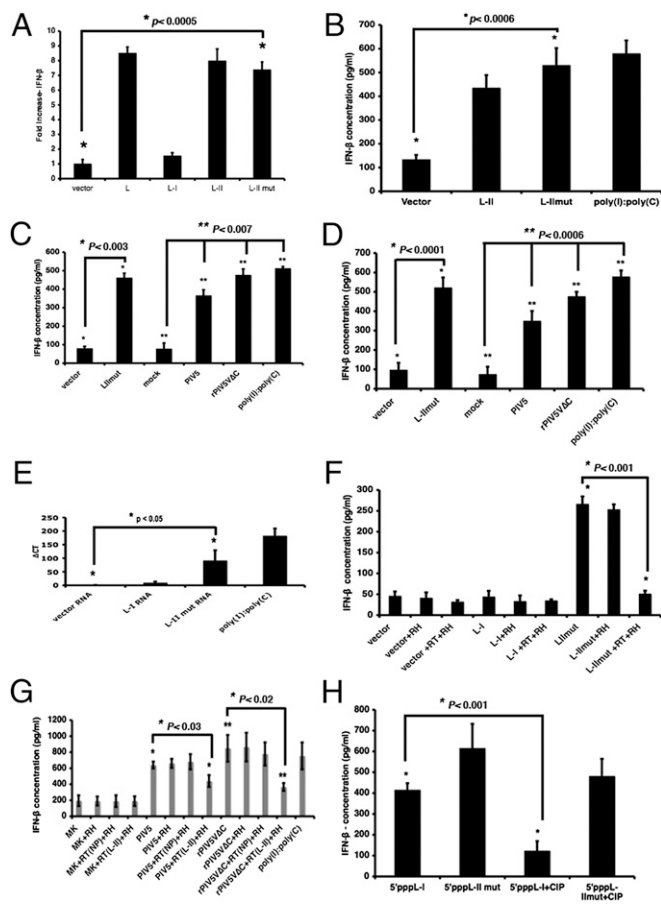 A
* p< 0.0005
Fold Increase- IFN-β
9
8
7
6
5
4
3
2
1
0
*
*
vector
L
L-I
L-II
L-II mut
B
* p< 0.0006
IFN-β concentration (pg/ml)
700
600
500
400
300
200
100
0
*
*
Vector
L-II
L-IImut
poly(I):poly(C)
C
* P< 0.003
** P< 0.007
IFN-β concentration (pg/ml)
600
500
400
300
200
100
0
*
*
**
**
**
**
vector
LIImut
mock
PIV5
rPIV5VΔC
poly(I):poly(C)
D
* P< 0.0001
** P< 0.0006
IFN-β concentration (pg/ml)
700
600
500
400
300
200
100
0
*
*
**
**
**
**
vector
L-IImut
mock
PIV5
rPIV5VΔC
poly(I):poly(C)
E
* p < 0.05
ΔCT
250
200
150
100
50
0
*
*
vector RNA
L-I RNA
L-II mut RNA
poly(I):poly(C)
F
* P< 0.001
IFN-β concentration (pg/ml)
300
250
200
150
100
50
0
*
*
vector
vector+RH
vector +RT+RH
L-I
L-I+RH
L-I +RT+RH
LIImut
L-IImut+RH
L-IImut +RT+RH
G
* P< 0.03
* P< 0.02
IFN-β concentration (pg/ml)
1200
1000
800
600
400
200
0
*
*
**
**
MK
MK+RH
MK+RT(NP)+RH
MK+RT(L-II)+RH
PIV5
PIV5+RH
PIV5+RT(NP)+RH
PIV5+RT(L-II)+RH
rPIV5VΔC
rPIV5VΔC+RH
rPIV5VΔC+RT(NP)+RH
rPIV5VΔC+RT(L-II)+RH
poly(I):poly(C)
H
* P< 0.001
IFN-β - concentration (pg/ml)
800
700
600
500
400
300
200
100
0
*
*
5'pppL-I
5'pppL-II mut
5'pppL-I+CIP
5'pppL-
IImut+CIP